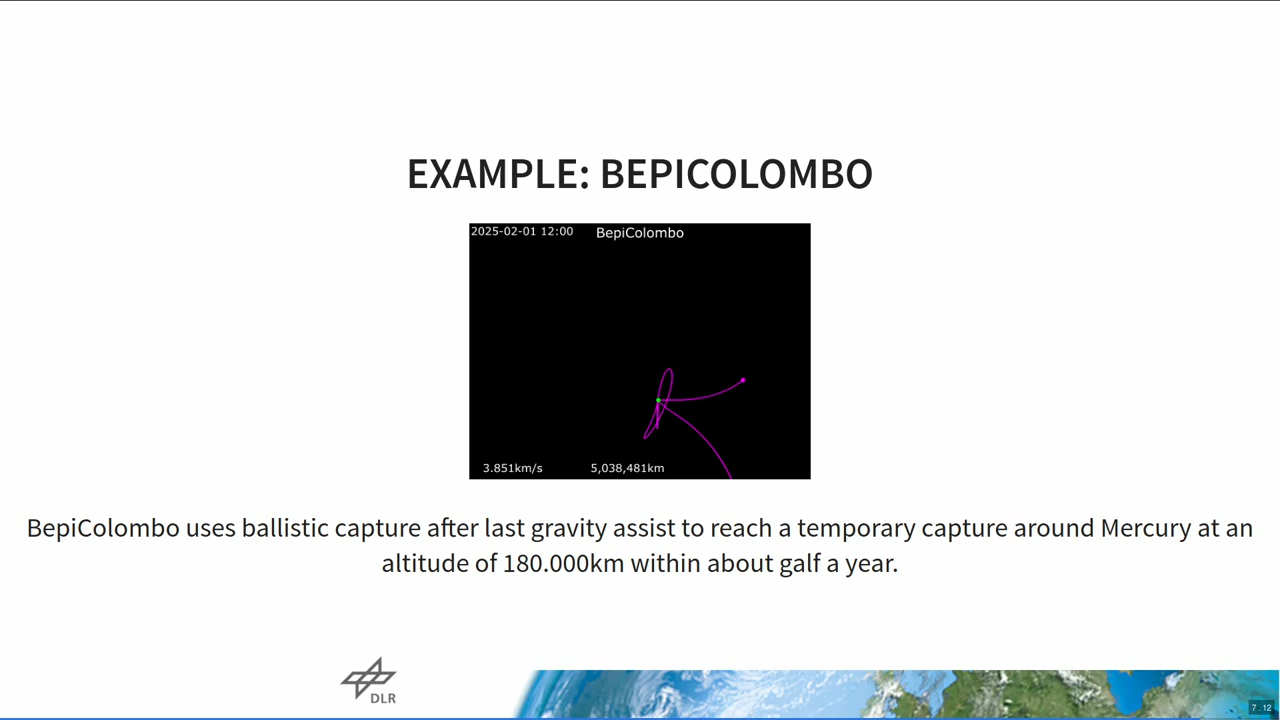 EXAMPLE: BEPICOLOMBO
2025-02-01 12:00 BepiColombo
3.851km/s 5,038,481km
BepiColombo uses ballistic capture after last gravity assist to reach a temporary capture around Mercury at an
altitude of 180.000km within about galf a year.
DLR
7.12